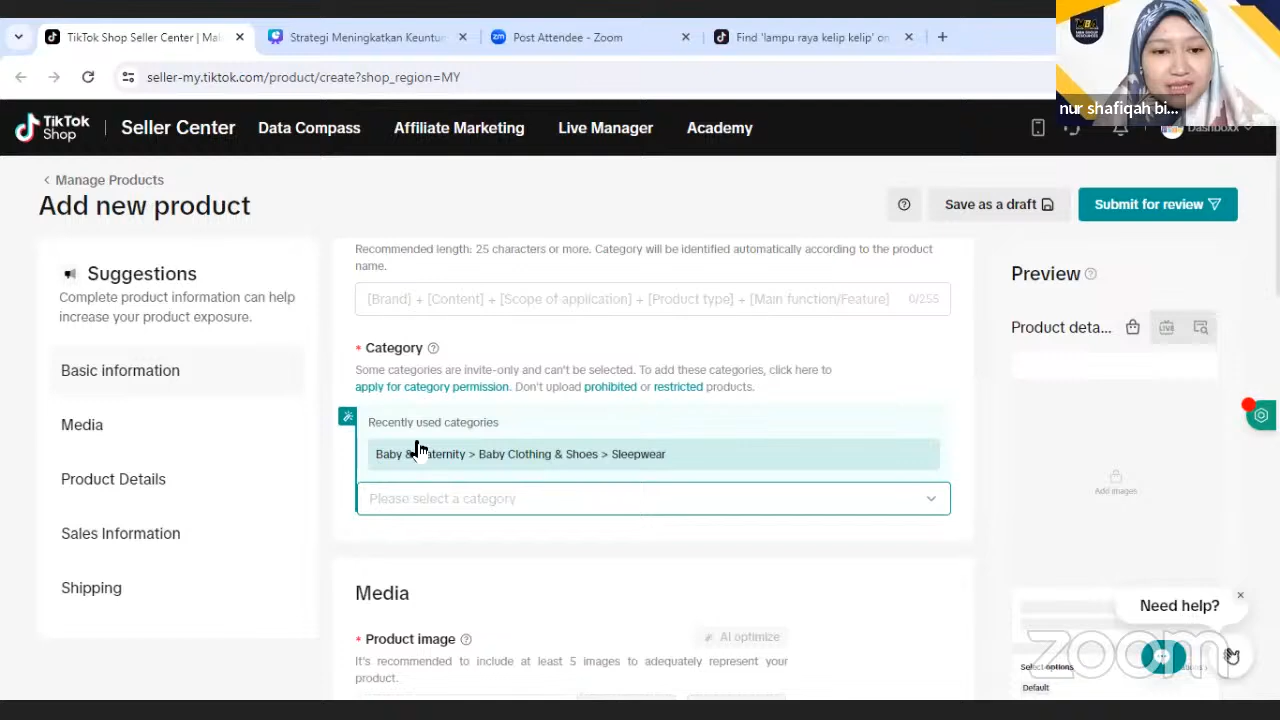 TikTok Shop Seller Center | Mal
Strategi Meningkatkan Keuntun
Post Attendee - Zoom
Find 'lampu raya kelip kelip' on
seller-my.tiktok.com/product/create?shop_region=MY
nur shafiqah bi...
TikTok
Shop
Seller Center
Data Compass
Affiliate Marketing
Live Manager
Academy
Dashboxx
Manage Products
Add new product
Save as a draft
Submit for review
Suggestions
Complete product information can help
increase your product exposure.
Basic information
Media
Product Details
Sales Information
Shipping
Recommended length: 25 characters or more. Category will be identified automatically according to the product
name.
[Brand] + [Content] + [Scope of application] + [Product type] + [Main function/Feature]
0/255
* Category
Some categories are invite-only and can't be selected. To add these categories, click here to
apply for category permission. Don't upload prohibited or restricted products.
Recently used categories
Baby & Maternity > Baby Clothing & Shoes > Sleepwear
Please select a category
Media
* Product image
AI optimize
It's recommended to include at least 5 images to adequately represent your
product.
Preview
Product deta...
LIVE
Add images
Need help?
Select options
Default
zoom